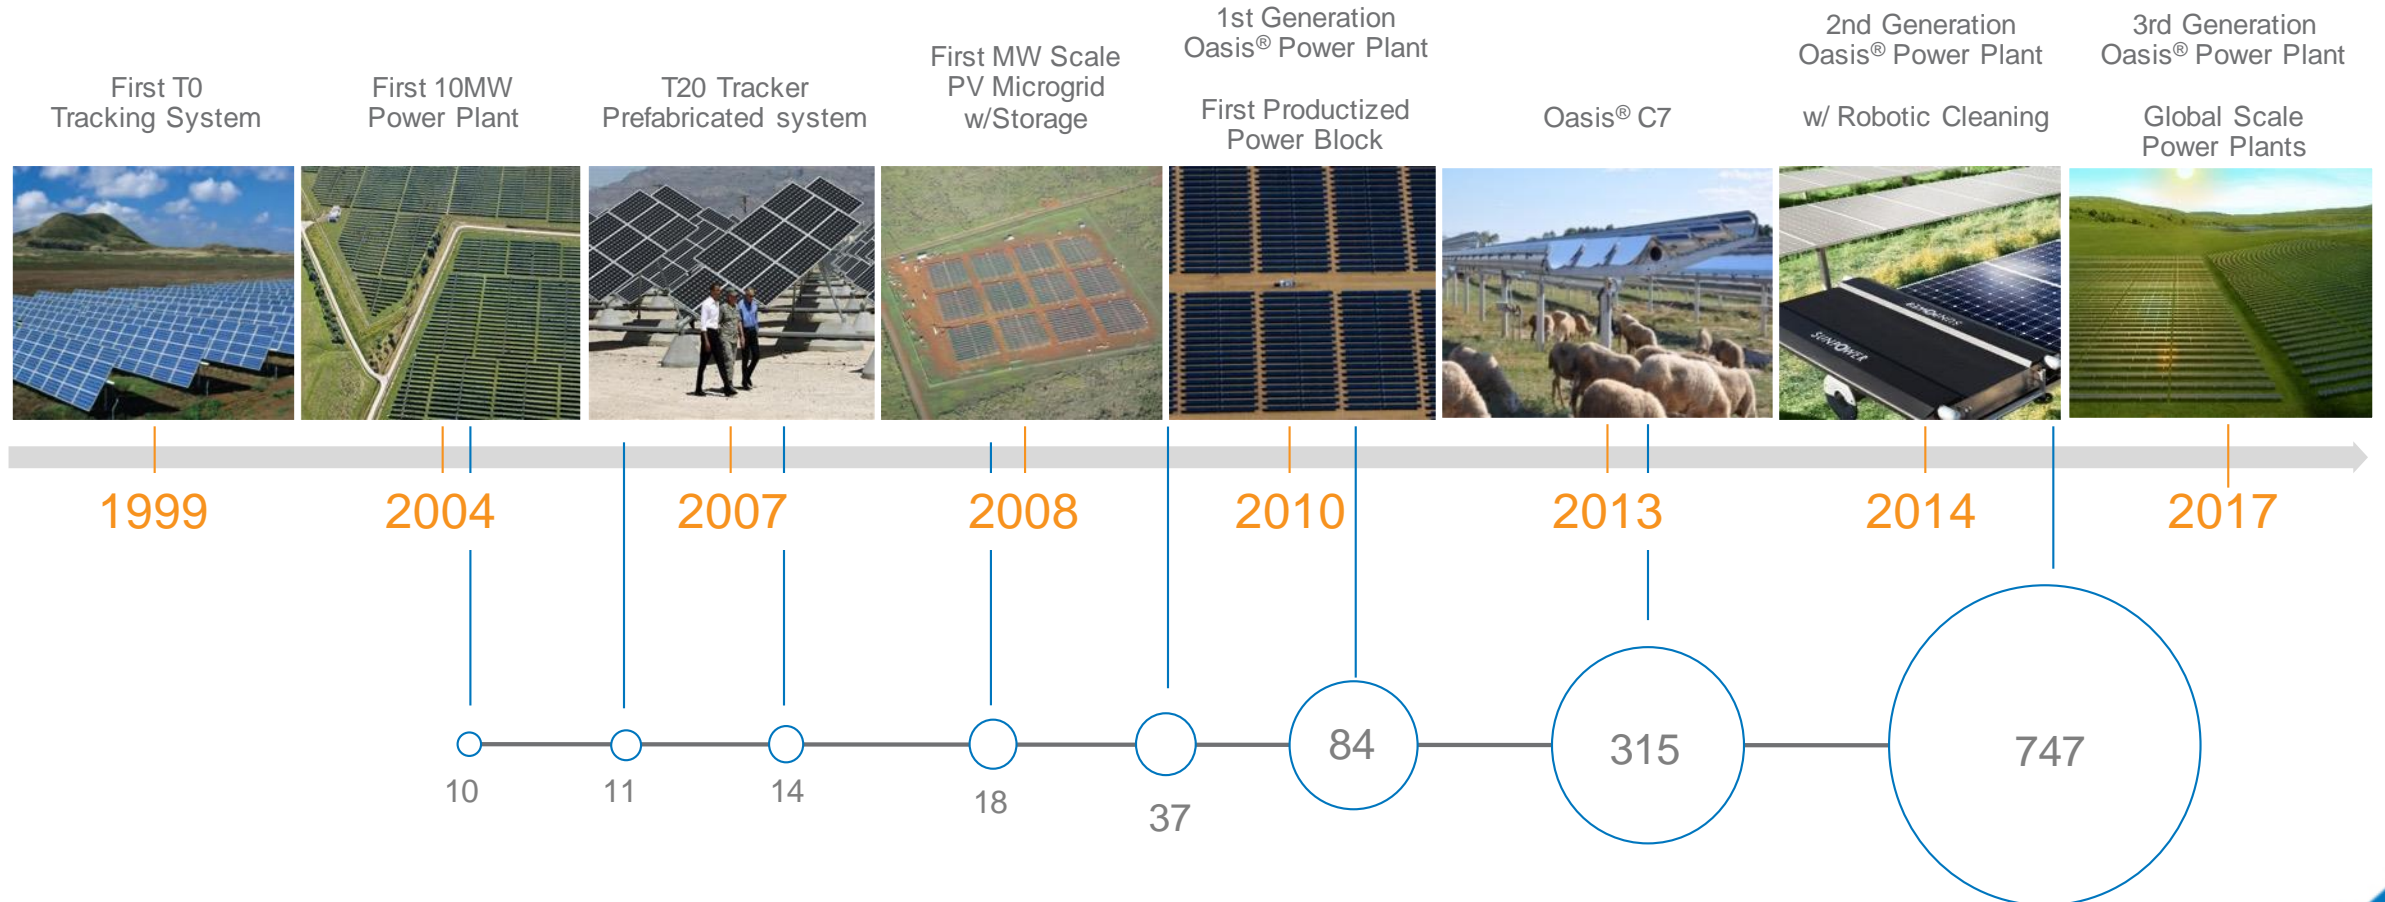 First T0
Tracking System
First 10MW
Power Plant
T20 Tracker
Prefabricated system
First MW Scale
PV Microgrid
w/Storage
1st Generation
Oasis® Power Plant
First Productized
Power Block
Oasis® C7
2nd Generation
Oasis® Power Plant
w/ Robotic Cleaning
3rd Generation
Oasis® Power Plant
Global Scale
Power Plants
SUNPOWER
SUNPOWER
1999
2004
2007
2008
2010
2013
2014
2017
10
11
14
18
37
84
315
747